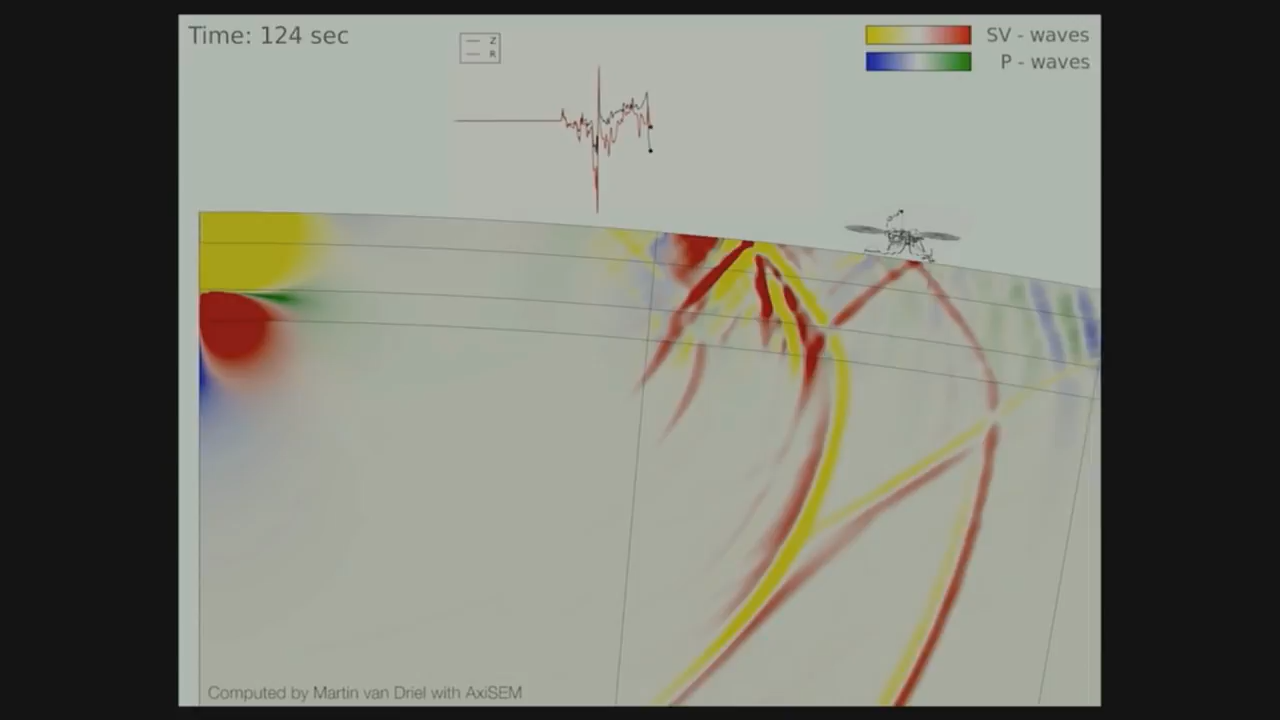 Time: 124 sec
Z
R
SV - waves
P - waves
Computed by Martin van Driel with AxiSEM